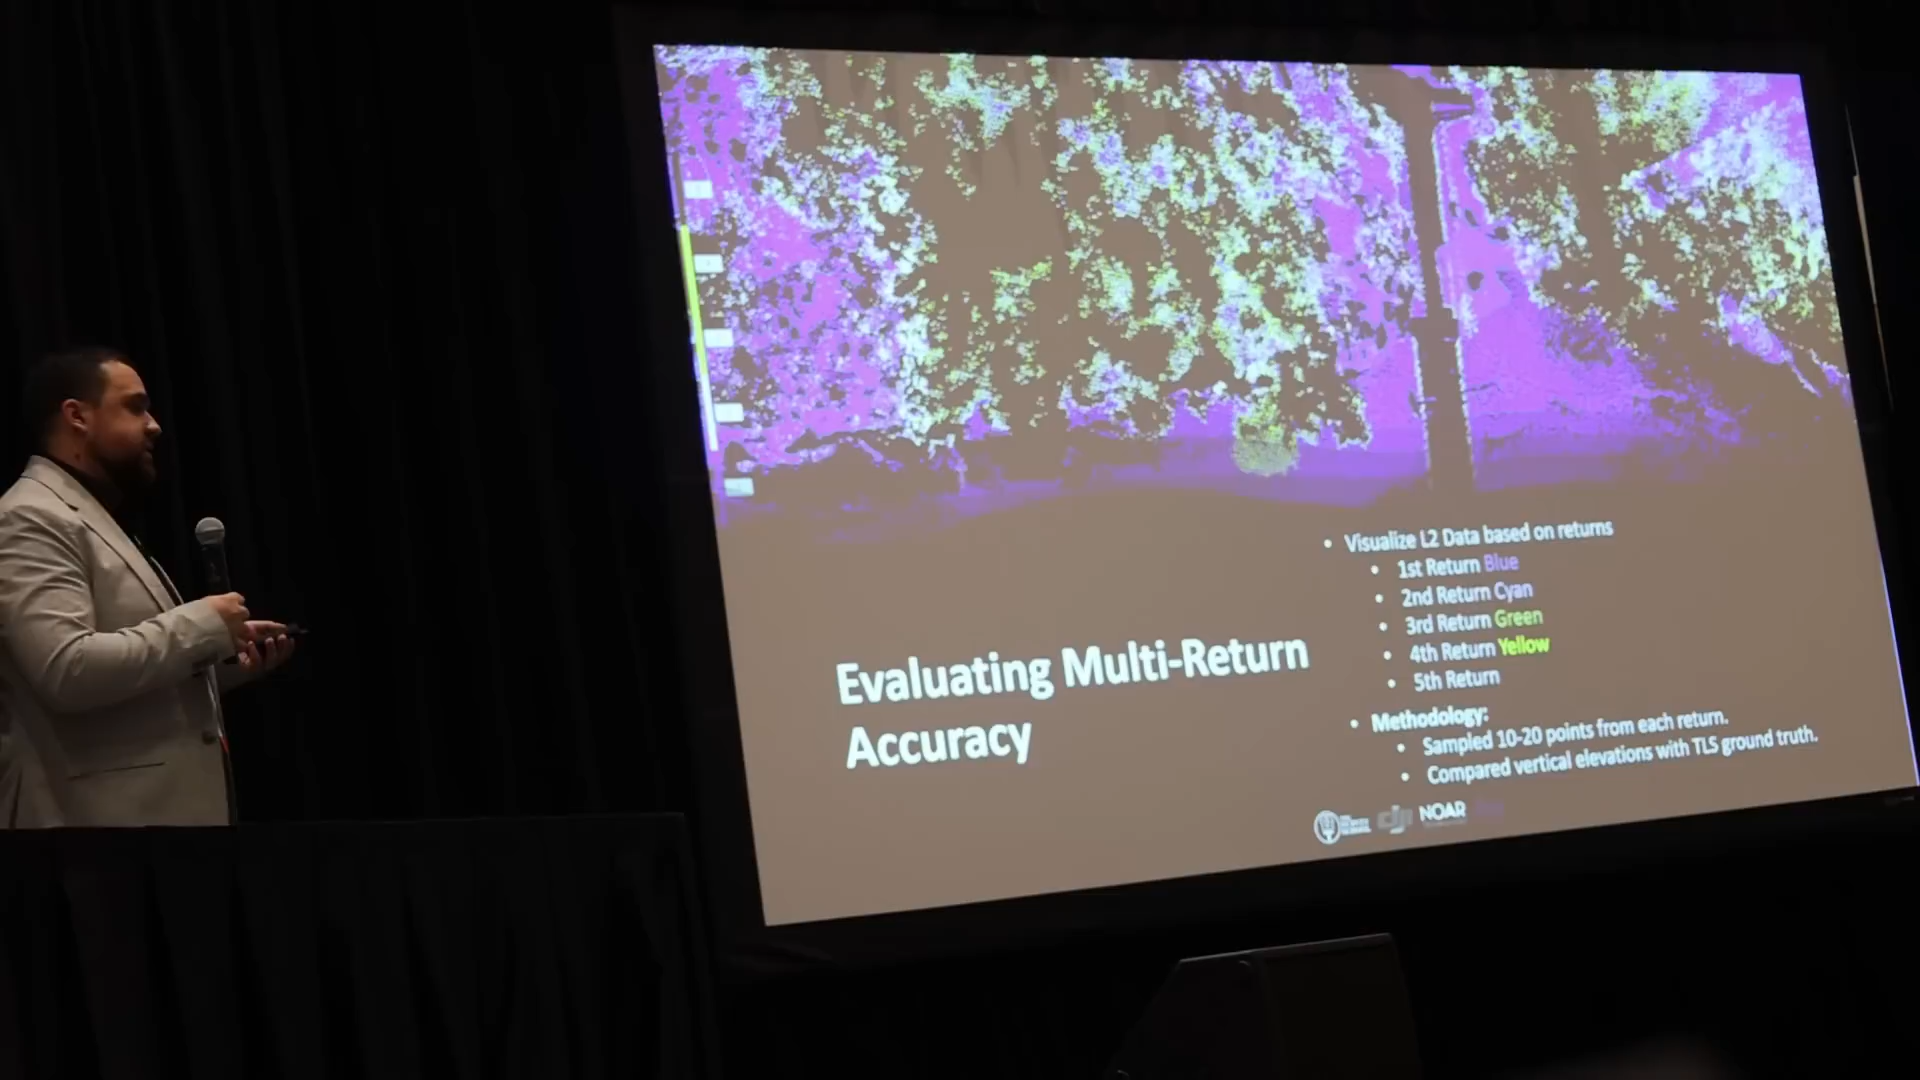 Evaluating Multi-Return
Accuracy
• Visualize L2 Data based on returns
• 1st Return Blue
• 2nd Return Cyan
• 3rd Return Green
• 4th Return Yellow
• 5th Return
• Methodology:
• Sampled 10-20 points from each return.
• Compared vertical elevations with TLS ground truth.
dji
NOAR